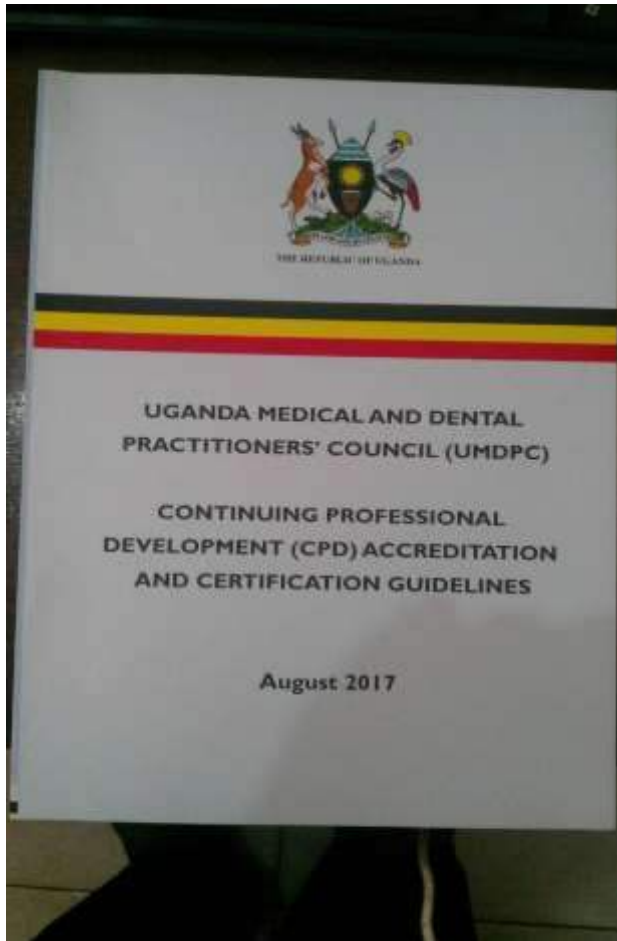 THE REPUBLIC OF UGANDA
UGANDA MEDICAL AND DENTAL
PRACTITIONERS' COUNCIL (UMDPC)
CONTINUING PROFESSIONAL
DEVELOPMENT (CPD) ACCREDITATION
AND CERTIFICATION GUIDELINES
August 2017